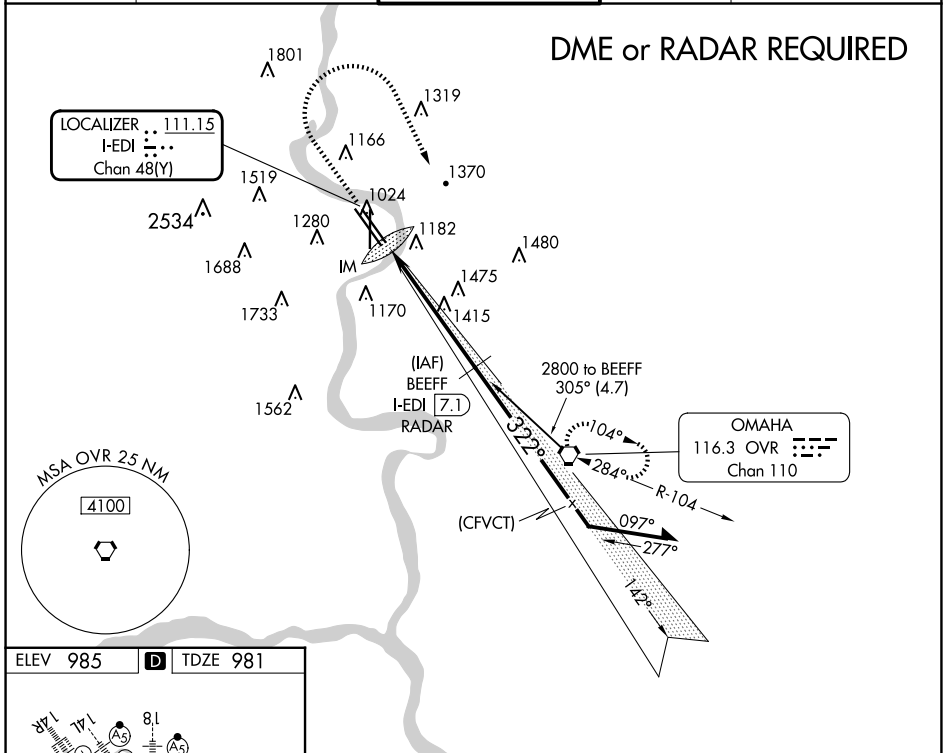 DME or RADAR REQUIRED
1801
1319
LOCALIZER 111.15
I-EDI
Chan 48(Y)
1166
1370
1519
1024
2534
1280
1182
1480
1688
IM
1475
1733
1170
1415
(IAF)
BEEFF
I-EDI 7.1
RADAR
2800 to BEEFF
305° (4.7)
1562
322°
104°
284°
R-104
OMAHA
116.3 OVR
Chan 110
MSA OVR 25 NM
4100
(CFVCT)
097°
277°
142°
ELEV 985 D TDZE 981
14R
14L
18
A5
A5